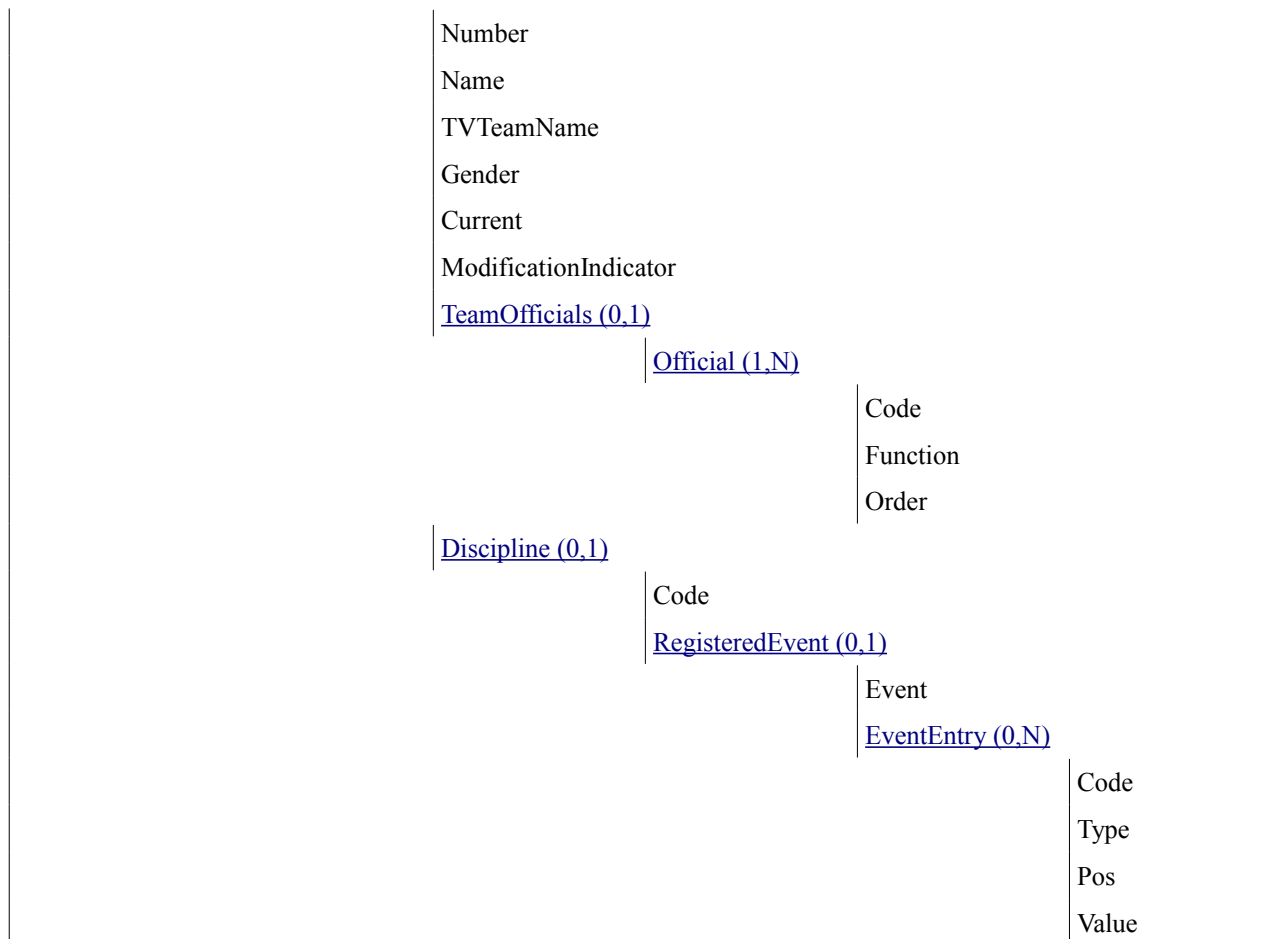 Number
Name
TVTeamName
Gender
Current
ModificationIndicator
TeamOfficials (0,1)
Official (1,N)
Code
Function
Order
Discipline (0,1)
Code
RegisteredEvent (0,1)
Event
EventEntry (0,N)
Code
Type
Pos
Value